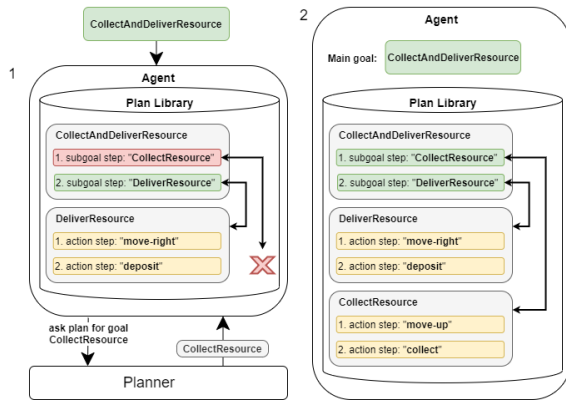 1
CollectAndDeliverResource
Agent
Plan Library
CollectAndDeliverResource
1. subgoal step: "CollectResource"
2. subgoal step: "DeliverResource"
DeliverResource
1. action step: "move-right"
2. action step: "deposit"
ask plan for goal
CollectResource
CollectResource
Planner
2
Agent
Main goal: CollectAndDeliverResource
Plan Library
CollectAndDeliverResource
1. subgoal step: "CollectResource"
2. subgoal step: "DeliverResource"
DeliverResource
1. action step: "move-right"
2. action step: "deposit"
CollectResource
1. action step: "move-up"
2. action step: "collect"